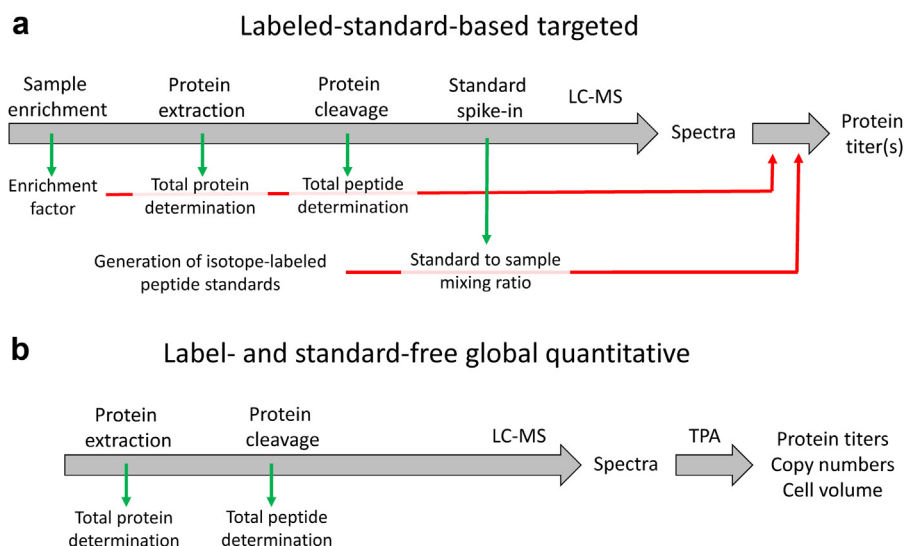 a
Labeled-standard-based targeted
Sample
enrichment
Protein
extraction
Protein
cleavage
Standard
spike-in
LC-MS
Spectra
Protein
titer(s)
Enrichment
factor
Total protein
determination
Total peptide
determination
Generation of isotope-labeled
peptide standards
Standard to sample
mixing ratio
b
Label- and standard-free global quantitative
Protein
extraction
Protein
cleavage
LC-MS
Spectra
TPA
Protein titers
Copy numbers
Cell volume
Total protein
determination
Total peptide
determination